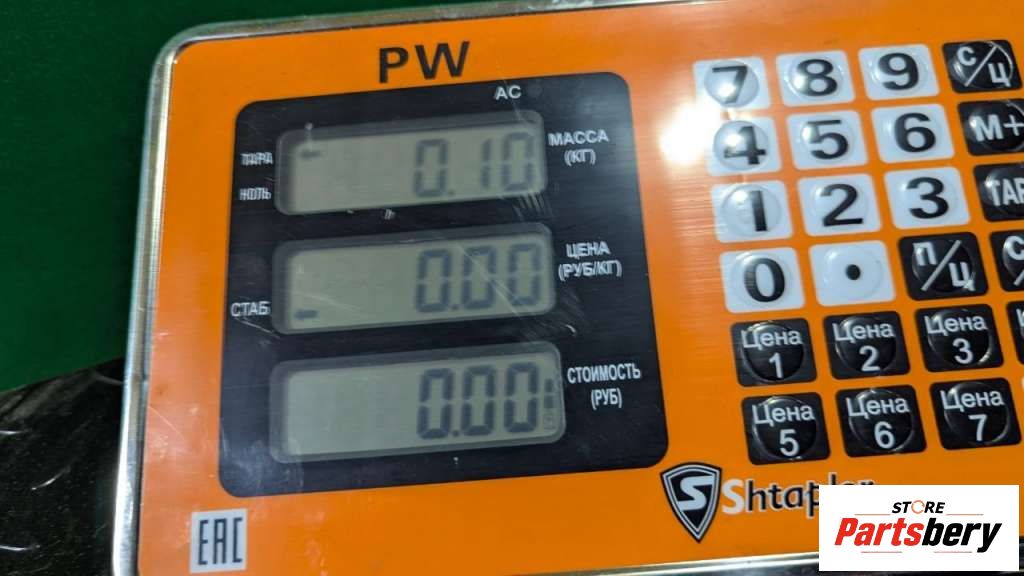 PW
AC
ТАРА
НОЛЬ
0.10
МАССА
(КГ)
СТАБ
0.00
ЦЕНА
(РУБ/КГ)
0.00
СТОИМОСТЬ
(РУБ)
7 8 9 с/ц
4 5 6 М+
1 2 3
0 . п/ц
Цена 1 Цена 2 Цена 3
Цена 5 Цена 6 Цена 7
EAC
S Shtapler
STORE
Partsbery